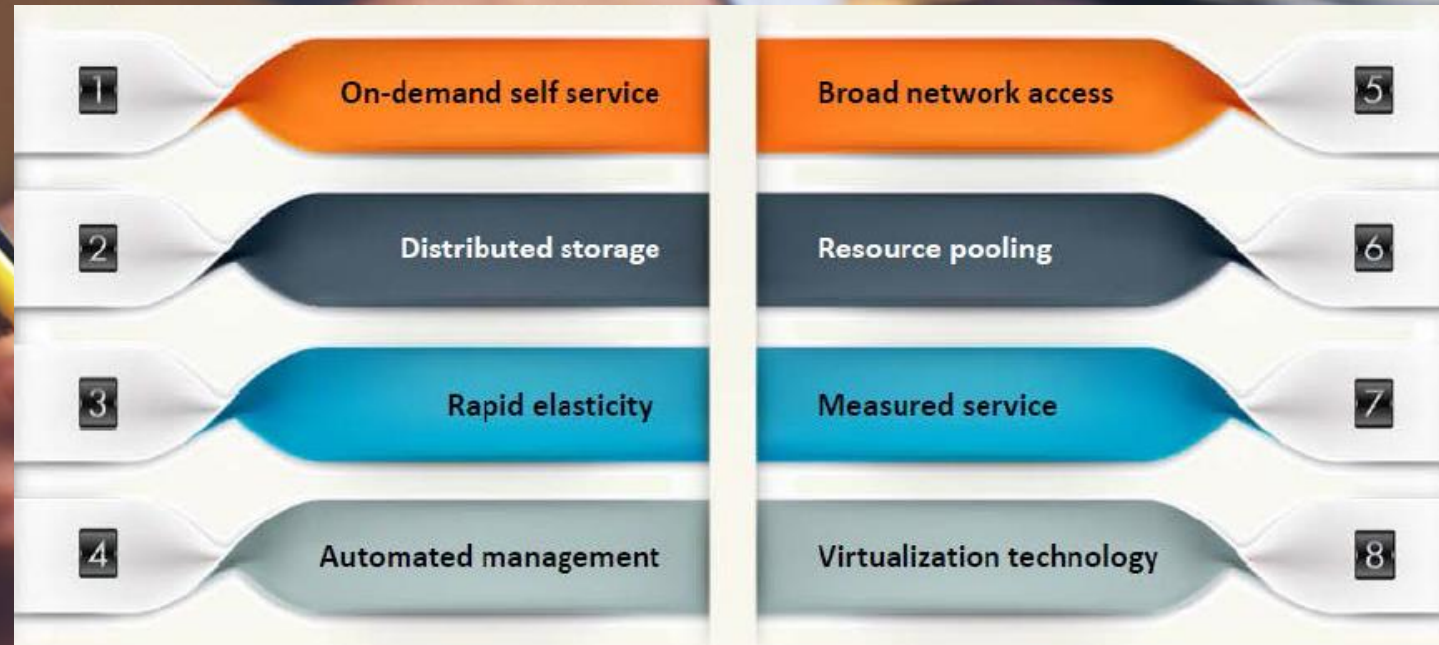 1
On-demand self service
Broad network access
5
2
Distributed storage
Resource pooling
6
3
Rapid elasticity
Measured service
7
4
Automated management
Virtualization technology
8